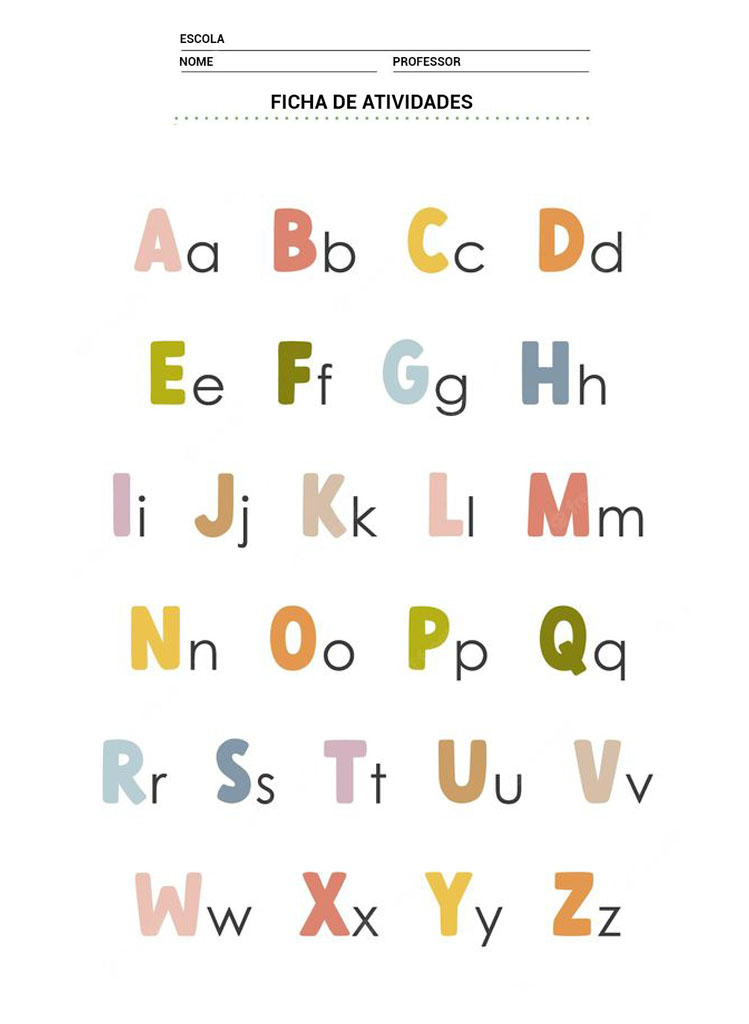 ESCOLA
NOME PROFESSOR
FICHA DE ATIVIDADES
Aa Bb Cc Dd
Ee Ff Gg Hh
Ii Jj Kk Ll Mm
Nn Oo Pp Qq
Rr Ss Tt Uu Vv
Ww Xx Yy Zz